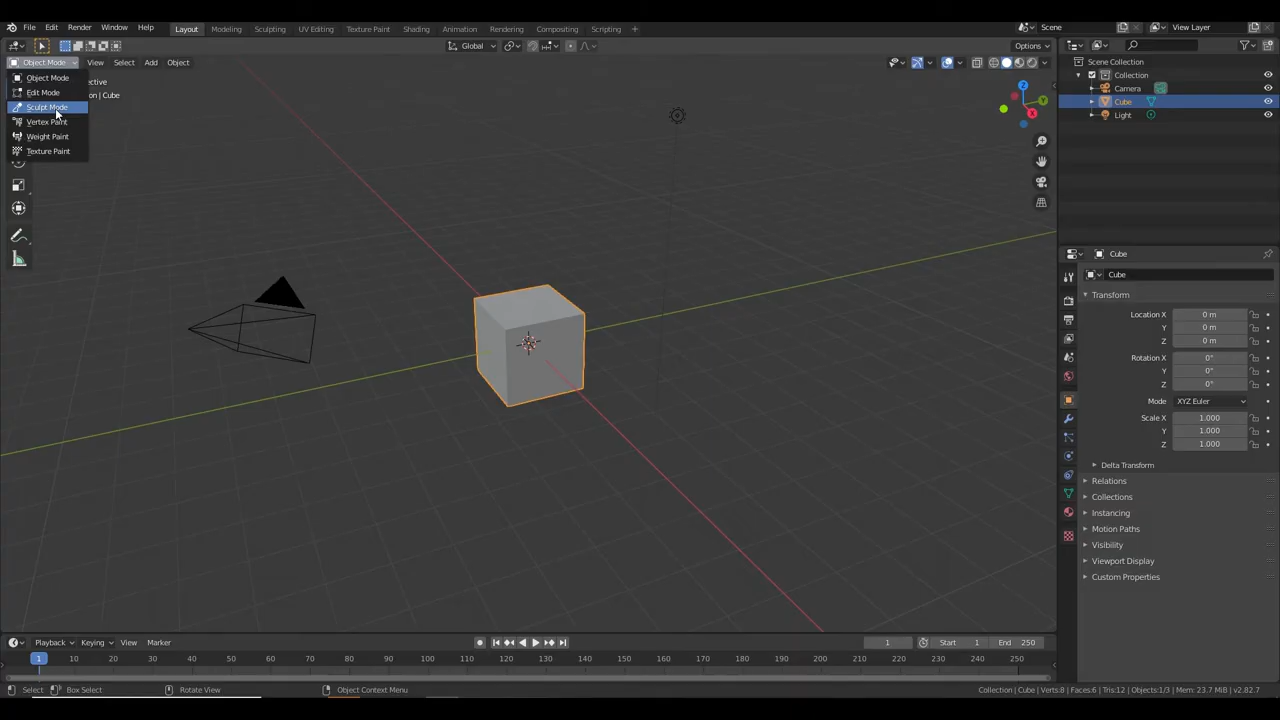 File Edit Render Window Help Layout Modeling Sculpting UV Editing Texture Paint Shading Animation Rendering Compositing Scripting + Scene View Layer
Global Options
Object Mode View Select Add Object
Scene Collection
Object Mode
Edit Mode
Sculpt Mode
Vertex Paint
Weight Paint
Texture Paint
ective
on | Cube
Collection
Camera
Cube
Light
X
Y
Cube
Cube
Transform
Location X 0 m
Y 0 m
Z 0 m
Rotation X 0°
Y 0°
Z 0°
Mode XYZ Euler
Scale X 1.000
Y 1.000
Z 1.000
Delta Transform
Relations
Collections
Instancing
Motion Paths
Visibility
Viewport Display
Custom Properties
Playback Keying View Marker 1 Start 1 End 250
1 10 20 30 40 50 60 70 80 90 100 110 120 130 140 150 160 170 180 190 200 210 220 230 240 250
Select Box Select Rotate View Object Context Menu Collection | Cube | Verts:8 | Faces:6 | Tris:12 | Objects:1/3 | Mem: 23.7 MiB | v2.82.7